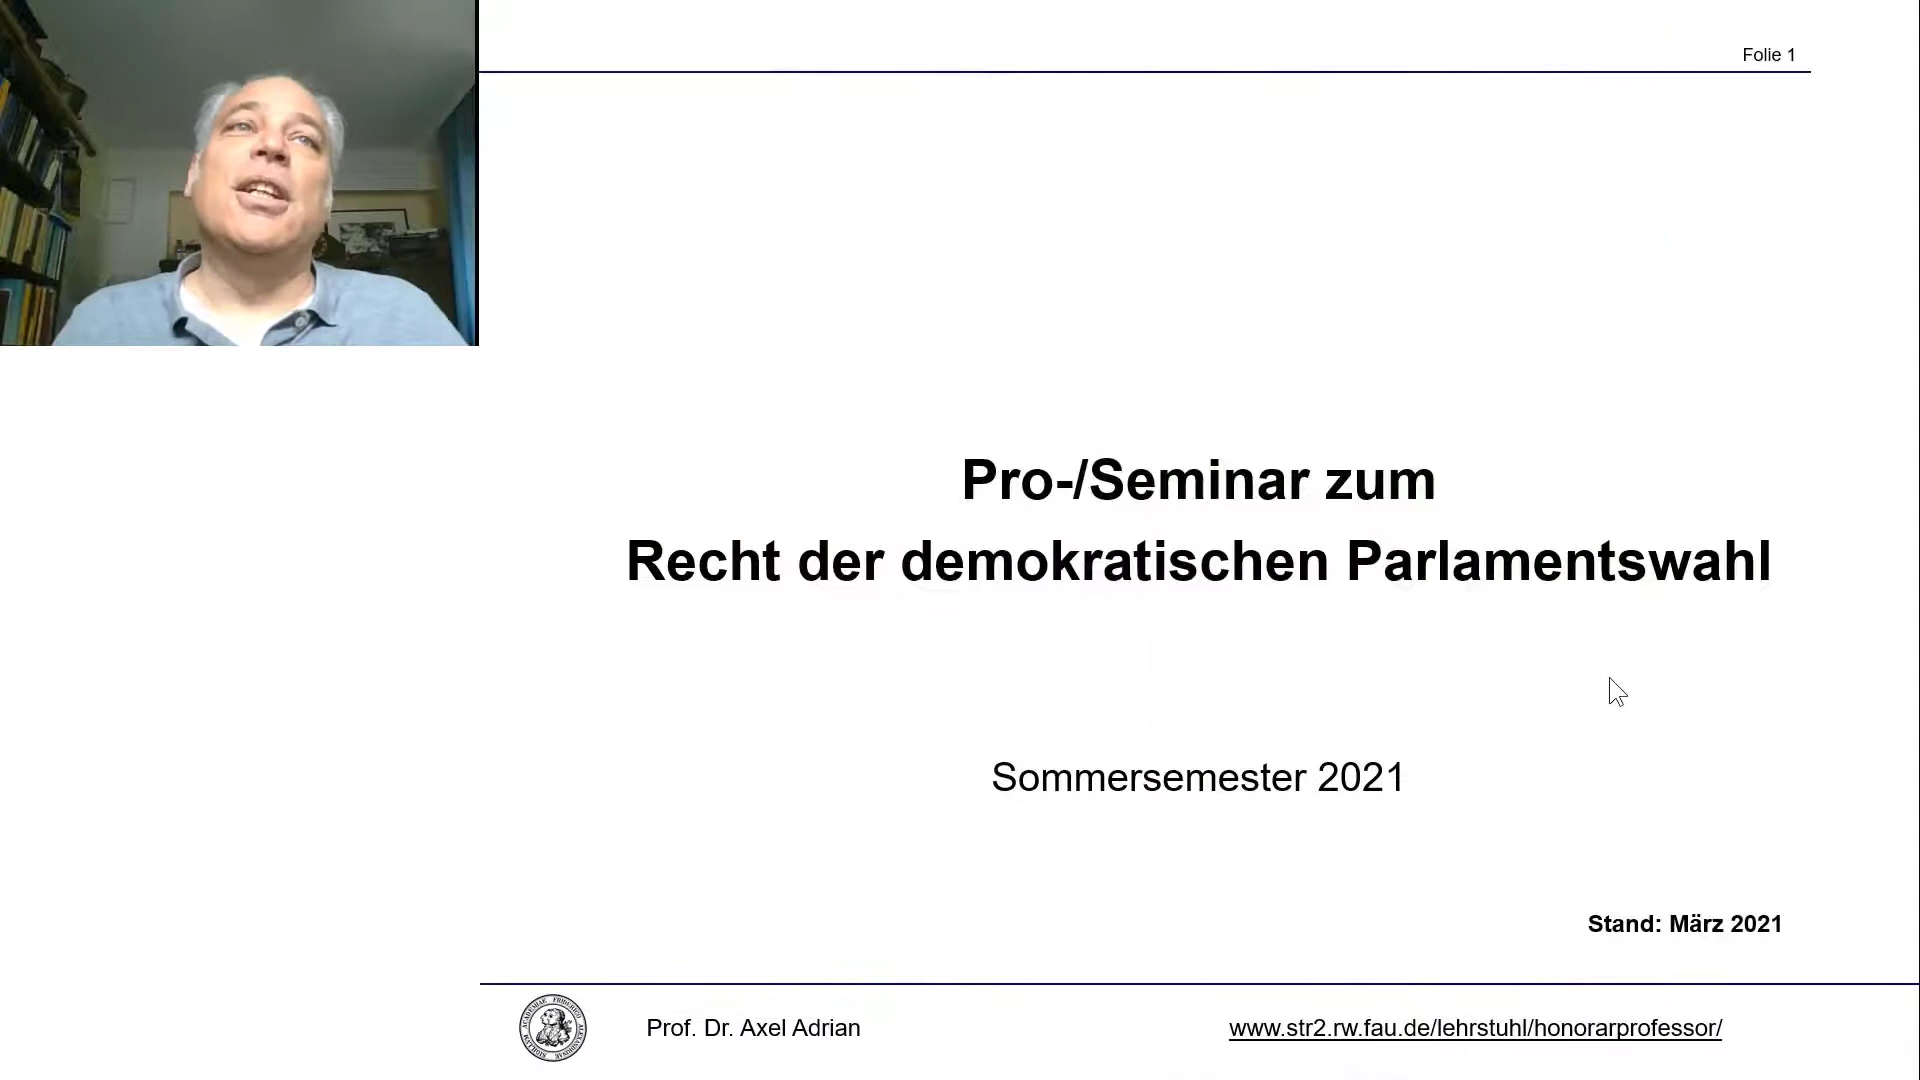 Folie 1
Pro-/Seminar zum
Recht der demokratischen Parlamentswahl
Sommersemester 2021
Stand: März 2021
Prof. Dr. Axel Adrian
www.str2.rw.fau.de/lehrstuhl/honorarprofessor/